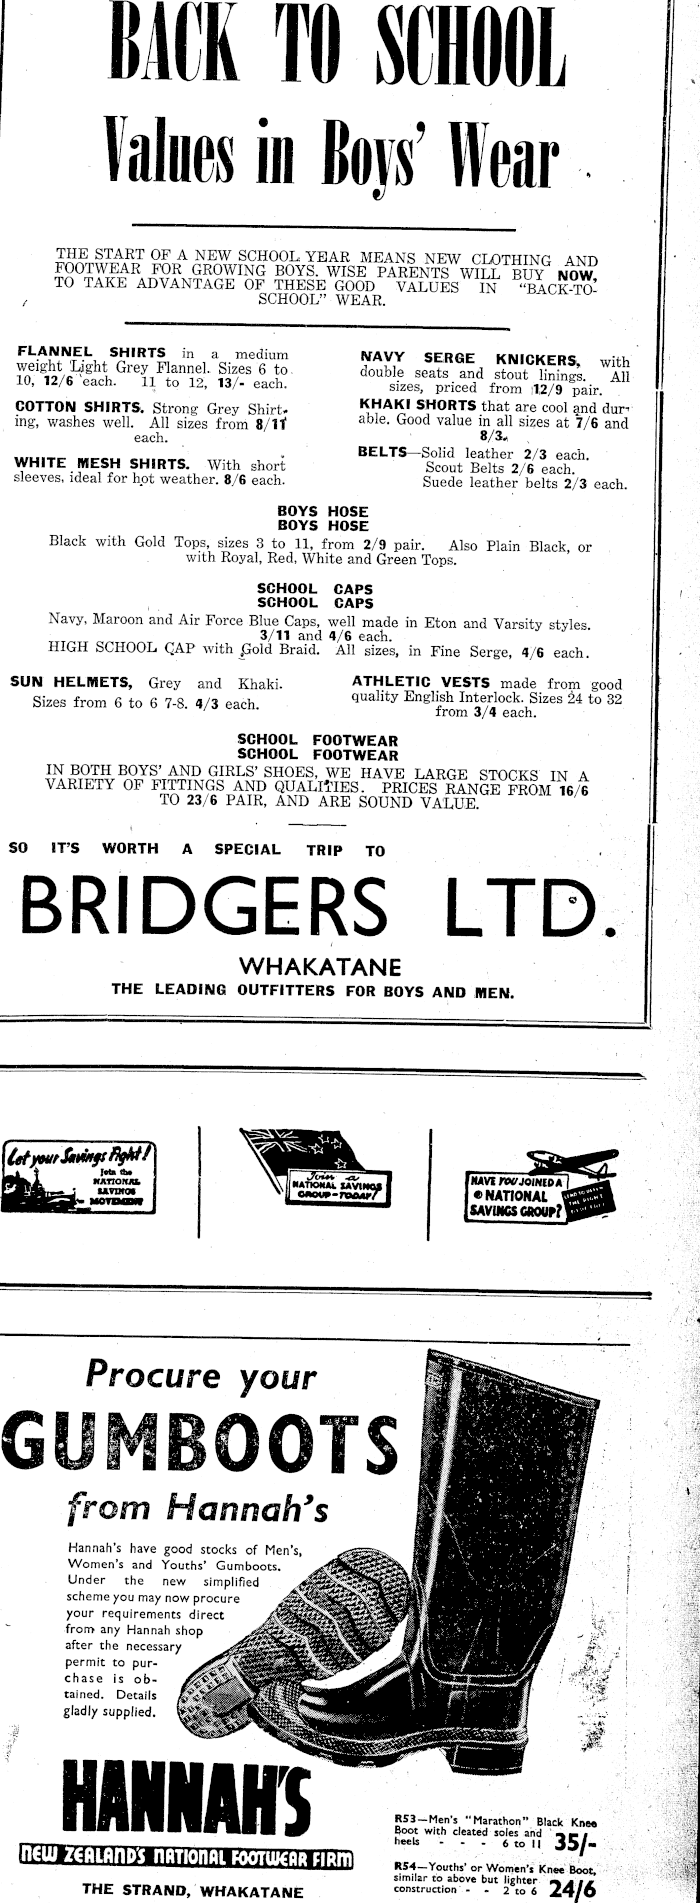 BACK TO SCHOOL
Values in Boys' Wear
THE START OF A NEW SCHOOL YEAR MEANS NEW CLOTHING AND
FOOTWEAR FOR GROWING BOYS. WISE PARENTS WILL BUY NOW,
TO TAKE ADVANTAGE OF THESE GOOD VALUES IN "BACK-TO-
SCHOOL" WEAR.
FLANNEL SHIRTS in a medium
weight Light Grey Flannel. Sizes 6 to
10, 12/6 each. 11 to 12, 13/- each.
COTTON SHIRTS. Strong Grey Shirt-
ing, washes well. All sizes from 8/11
each.
WHITE MESH SHIRTS. With short
sleeves, ideal for hot weather. 8/6 each.
NAVY SERGE KNICKERS, with
double seats and stout linings. All
sizes, priced from 12/9 pair.
KHAKI SHORTS that are cool and dur-
able. Good value in all sizes at 7/6 and
8/3.
BELTS—Solid leather 2/3 each.
Scout Belts 2/6 each.
Suede leather belts 2/3 each.
BOYS HOSE
BOYS HOSE
Black with Gold Tops, sizes 3 to 11, from 2/9 pair. Also Plain Black, or
with Royal, Red, White and Green Tops.
SCHOOL CAPS
SCHOOL CAPS
Navy, Maroon and Air Force Blue Caps, well made in Eton and Varsity styles.
3/11 and 4/6 each.
HIGH SCHOOL CAP with Gold Braid. All sizes, in Fine Serge, 4/6 each.
SUN HELMETS, Grey and Khaki.
Sizes from 6 to 6 7-8. 4/3 each.
ATHLETIC VESTS made from good
quality English Interlock. Sizes 24 to 32
from 3/4 each.
SCHOOL FOOTWEAR
SCHOOL FOOTWEAR
IN BOTH BOYS' AND GIRLS' SHOES, WE HAVE LARGE STOCKS IN A
VARIETY OF FITTINGS AND QUALITIES. PRICES RANGE FROM 16/6
TO 23/6 PAIR, AND ARE SOUND VALUE.
SO IT'S WORTH A SPECIAL TRIP TO
BRIDGERS LTD.
WHAKATANE
THE LEADING OUTFITTERS FOR BOYS AND MEN.
Let your Savings Fight!
Join the
NATIONAL
SAVINGS
MOVEMENT
Join a
NATIONAL SAVINGS
GROUP-TODAY!
HAVE YOU JOINED A
NATIONAL
SAVINGS GROUP?
Procure your
GUMBOOTS
from Hannah's
Hannah's have good stocks of Men's,
Women's and Youths' Gumboots.
Under the new simplified
scheme you may now procure
your requirements direct
from any Hannah shop
after the necessary
permit to pur-
chase is ob-
tained. Details
gladly supplied.
HANNAH'S
NEW ZEALAND'S NATIONAL FOOTWEAR FIRM
THE STRAND, WHAKATANE
R53—Men's "Marathon" Black Knee
Boot with cleated soles and
heels - - - 6 to 11 35/-
R54—Youths' or Women's Knee Boot,
similar to above but lighter
construction - - 2 to 6 24/6